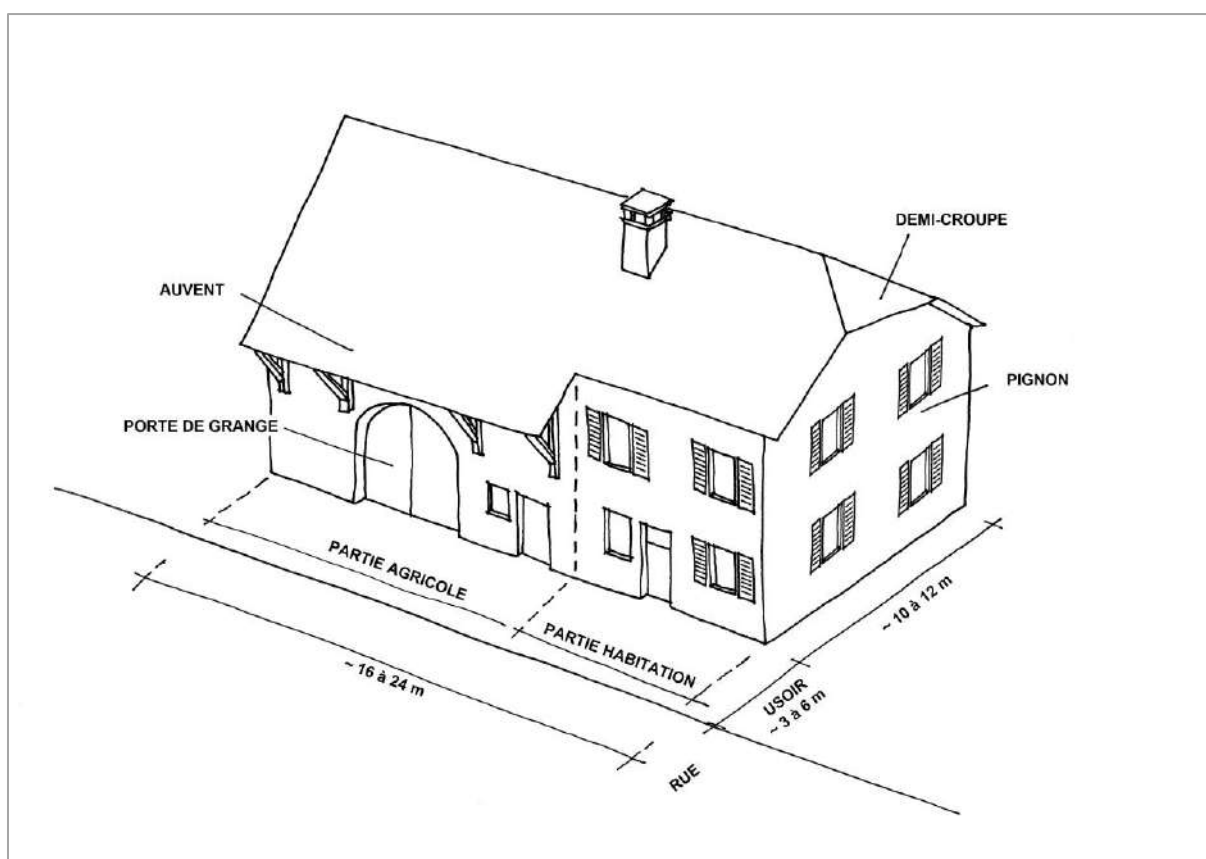 DEMI-CROUPE
AUVENT
PIGNON
PORTE DE GRANGE
PARTIE AGRICOLE
PARTIE HABITATION
~ 10 à 12 m
~ 16 à 24 m
USOIR
~ 3 à 6 m
RUE